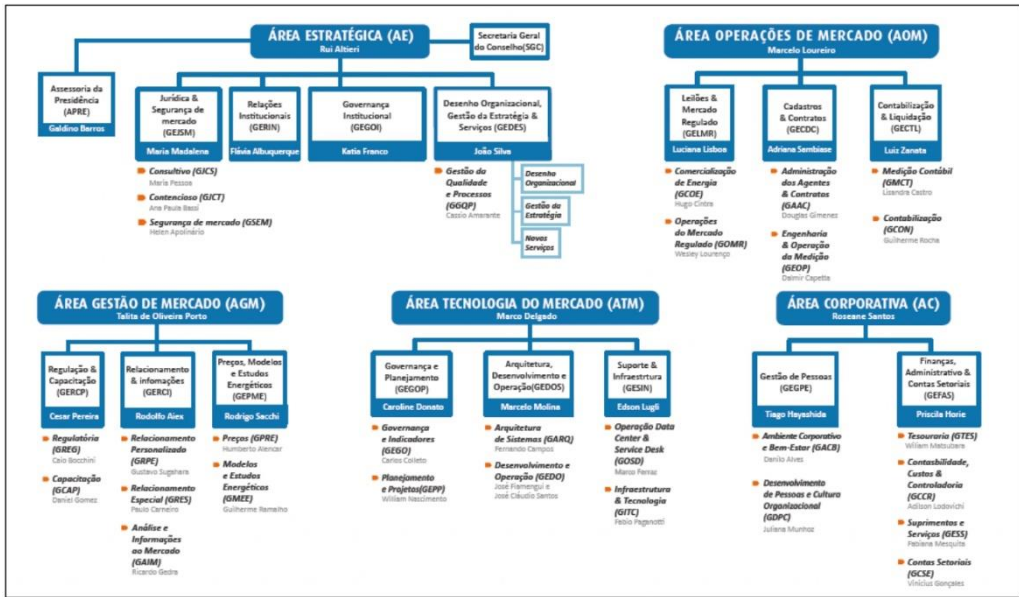 ÁREA ESTRATÉGICA (AE)
Rui Altieri
Secretaria Geral
do Conselho(SGC)
Assessoria da
Presidência
(APRE)
Galdino Barros
Jurídica &
Segurança de
mercado
(GEJSM)
Maria Madalena
Consultivo (GJCS)
Maria Pessoa
Contencioso (GJCT)
Ana Paula Bassi
Segurança de mercado (GSEM)
Helen Apolinário
Relações
Institucionais
(GERIN)
Flávia Albuquerque
Governança
Institucional
(GEGOI)
Katia Franco
Desenho Organizacional,
Gestão da Estratégia &
Serviços (GEDES)
João Silva
Gestão da
Qualidade
e Processos
(GGQP)
Cassio Amarante
Desenho
Organizacional
Gestão da
Estratégia
Novos
Serviços
ÁREA OPERAÇÕES DE MERCADO (AOM)
Marcelo Loureiro
Leilões &
Mercado
Regulado
(GELMR)
Luciana Lisboa
Comercialização
de Energia
(GCOE)
Hugo Cintra
Operações
do Mercado
Regulado (GOMR)
Wesley Lourenço
Cadastros
& Contratos
(GECDC)
Adriana Sambiase
Administração
dos Agentes
& Contratos
(GAAC)
Douglas Gimenes
Engenharia
& Operação
da Medição
(GEOP)
Dalmir Capetta
Contabilização
& Liquidação
(GECTL)
Luiz Zanata
Medição Contábil
(GMCT)
Lisandra Castro
Contabilização
(GCON)
Guilherme Rocha
ÁREA GESTÃO DE MERCADO (AGM)
Talita de Oliveira Porto
Regulação &
Capacitação
(GERCP)
Cesar Pereira
Regulatória
(GREG)
Caio Bocchini
Capacitação
(GCAP)
Daniel Gomez
Relacionamento
& infomações
(GERCI)
Rodolfo Aiex
Relacionamento
Personalizado
(GRPE)
Gustavo Sugahara
Relacionamento
Especial (GRES)
Paulo Carneiro
Análise e
Informações
ao Mercado
(GAIM)
Ricardo Gedra
Preços, Modelos
e Estudos
Energéticos
(GEPME)
Rodrigo Sacchi
Preços (GPRE)
Humberto Alencar
Modelos
e Estudos
Energéticos
(GMEE)
Guilherme Ramalho
ÁREA TECNOLOGIA DO MERCADO (ATM)
Marco Delgado
Governança e
Planejamento
(GEGOP)
Caroline Donato
Governança
e Indicadores
(GEGO)
Carlos Colleto
Planejamento
e Projetos(GEPP)
William Nascimento
Arquitetura,
Desenvolvimento e
Operação(GEDOS)
Marcelo Molina
Arquitetura
de Sistemas (GARQ)
Fernando Campos
Desenvolvimento e
Operação (GEDO)
José Flamengui e
José Cláudio Santos
Suporte &
Infraestrtura
(GESIN)
Edson Lugli
Operação Data
Center &
Service Desk
(GOSD)
Marco Ferraz
Infraestrutura
& Tecnologia
(GITC)
Fabio Paganotti
ÁREA CORPORATIVA (AC)
Roseane Santos
Gestão de Pessoas
(GEGPE)
Tiago Hayashida
Ambiente Corporativo
e Bem-Estar (GACB)
Danilo Alves
Desenvolvimento
de Pessoas e Cultura
Organizacional
(GDPC)
Juliana Munhoz
Finanças,
Administrativo &
Contas Setoriais
(GEFAS)
Priscila Horie
Tesouraria (GTES)
Wiliam Matsubara
Contabilidade,
Custos &
Controladoria
(GCCR)
Adilson Lodovichi
Suprimentos e
Serviços (GESS)
Fabiana Mesquita
Contas Setoriais
(GCSE)
Vinicius Gonçales